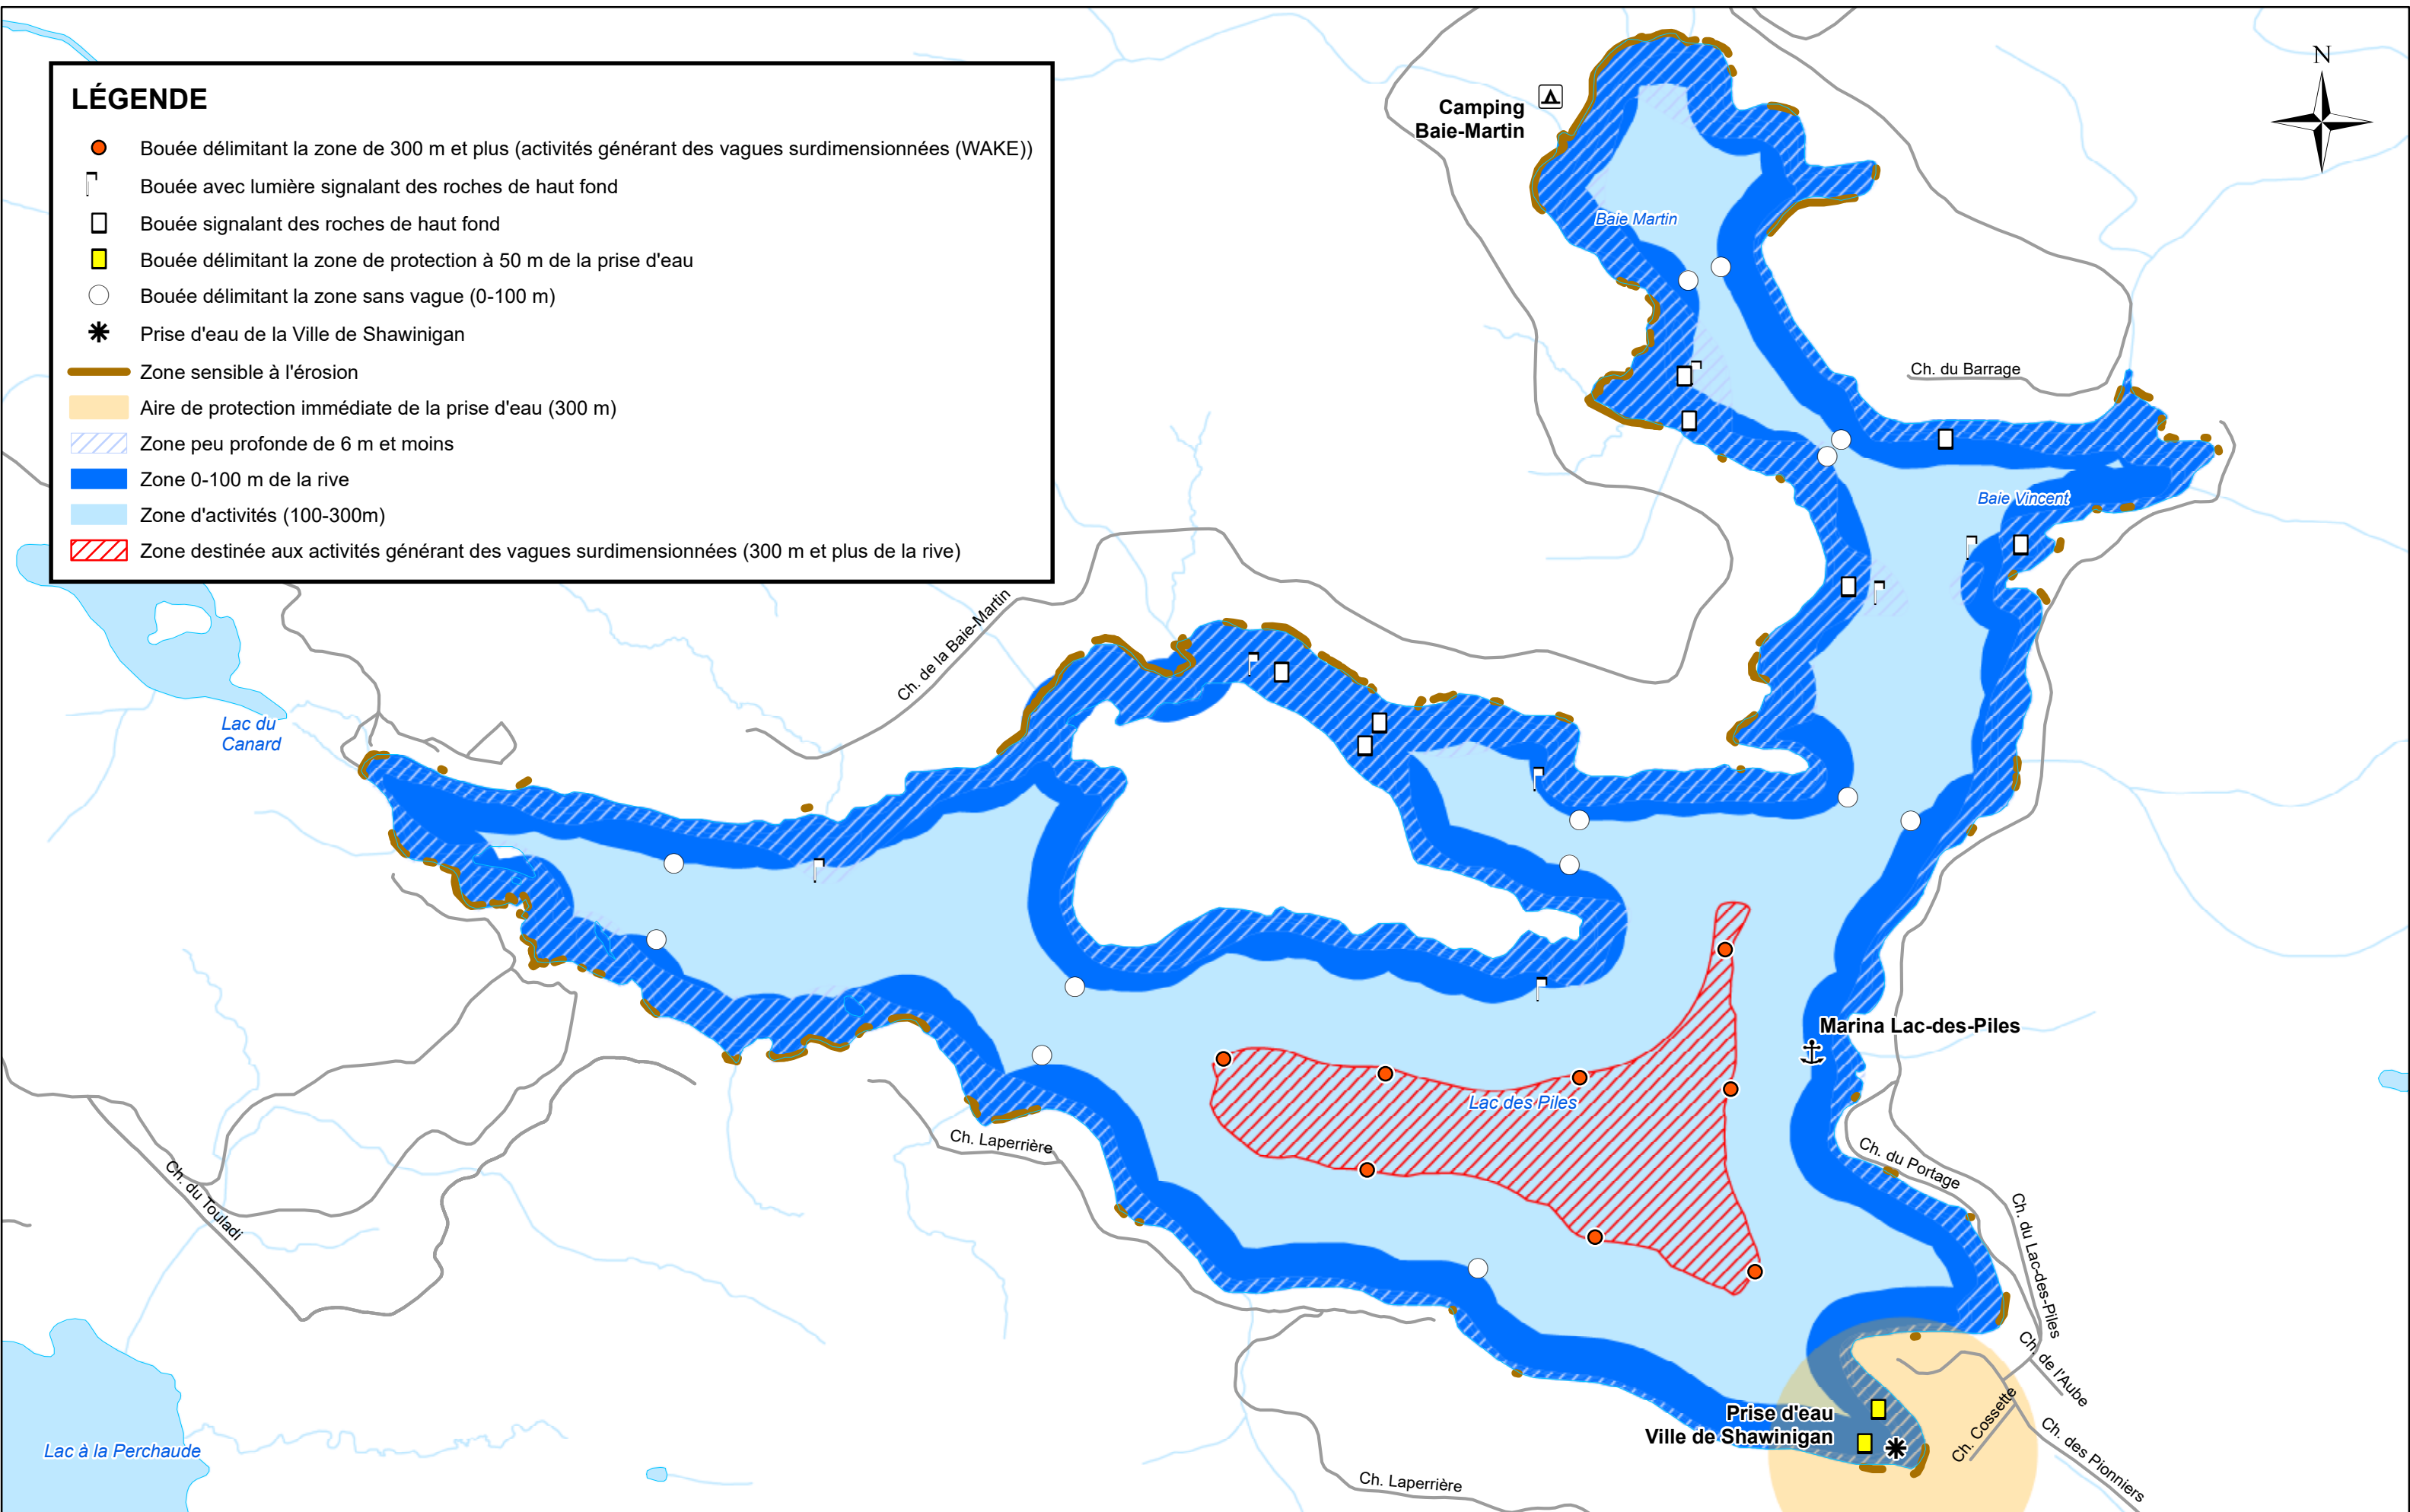 LÉGENDE
Bouée délimitant la zone de 300 m et plus (activités générant des vagues surdimensionnées (WAKE))
Bouée avec lumière signalant des roches de haut fond
Bouée signalant des roches de haut fond
Bouée délimitant la zone de protection à 50 m de la prise d'eau
Bouée délimitant la zone sans vague (0-100 m)
Prise d'eau de la Ville de Shawinigan
Zone sensible à l'érosion
Aire de protection immédiate de la prise d'eau (300 m)
Zone peu profonde de 6 m et moins
Zone 0-100 m de la rive
Zone d'activités (100-300m)
Zone destinée aux activités générant des vagues surdimensionnées (300 m et plus de la rive)
N
Camping
Baie-Martin
Baie Martin
Ch. du Barrage
Baie Vincent
Ch. de la Baie-Martin
Lac du
Canard
Marina Lac-des-Piles
Lac des Piles
Ch. Laperrière
Ch. du Portage
Ch. du Touladi
Ch. du Lac-des-Piles
Ch. de l'Aube
Prise d'eau
Ville de Shawinigan
Ch. Cossette
Ch. des Pionniers
Lac à la Perchaude
Ch. Laperrière